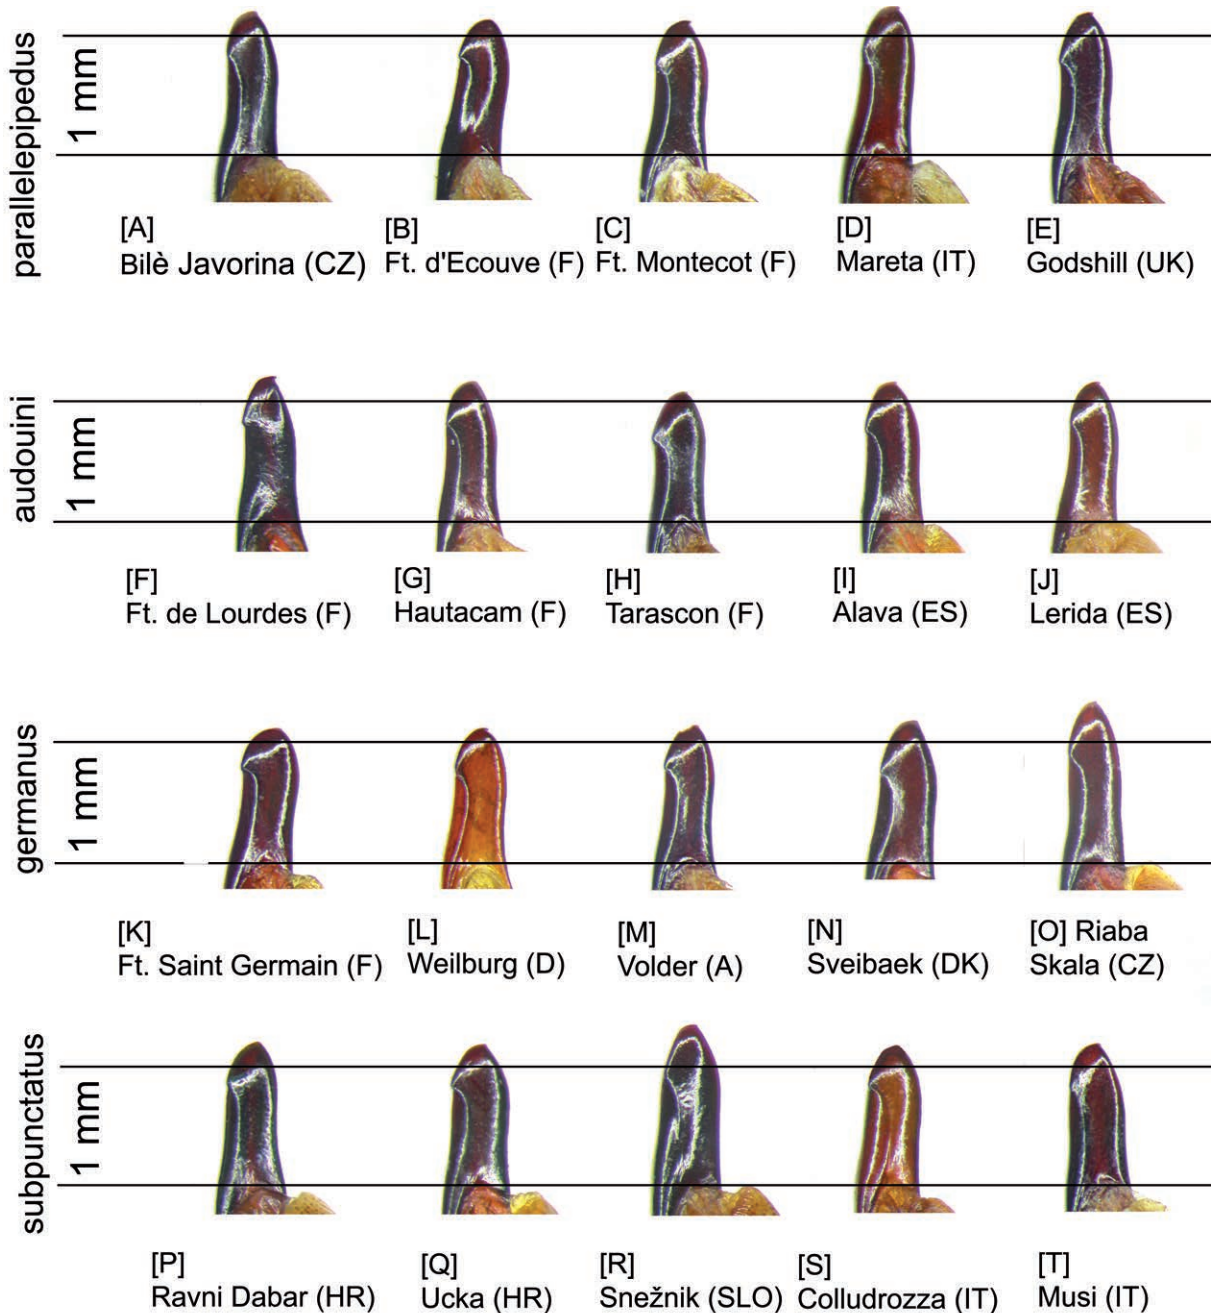 parallelepipedus
1 mm
[A]
Bilè Javorina (CZ)
[B]
Ft. d'Ecouve (F)
[C]
Ft. Montecot (F)
[D]
Mareta (IT)
[E]
Godshill (UK)
audouini
1 mm
[F]
Ft. de Lourdes (F)
[G]
Hautacam (F)
[H]
Tarascon (F)
[I]
Alava (ES)
[J]
Lerida (ES)
germanus
1 mm
[K]
Ft. Saint Germain (F)
[L]
Weilburg (D)
[M]
Volder (A)
[N]
Sveibaek (DK)
[O] Riaba
Skala (CZ)
subpunctatus
1 mm
[P]
Ravni Dabar (HR)
[Q]
Ucka (HR)
[R]
Snežnik (SLO)
[S]
Colludrozza (IT)
[T]
Musi (IT)